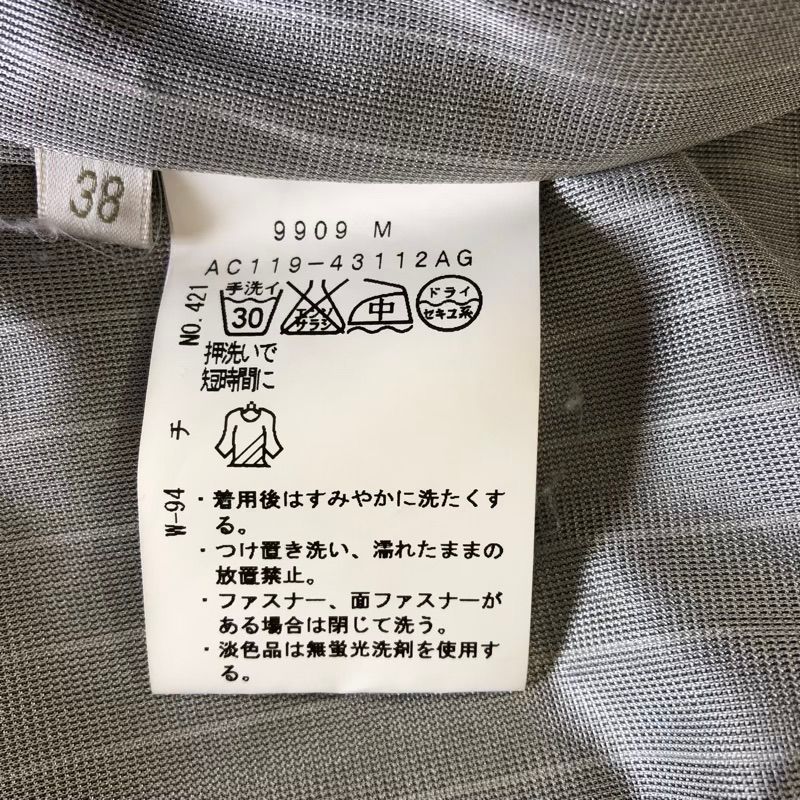 38
9909 M
AC119-43112AG
NO.421
手洗イ
30
エンソ
サラシ
中
ドライ
セキユ系
押洗いで
短時間に
チ
W-94
・着用後はすみやかに洗たくす
る。
・つけ置き洗い、濡れたままの
放置禁止。
・ファスナー、面ファスナーが
ある場合は閉じて洗う。
・淡色品は無蛍光洗剤を使用す
る。